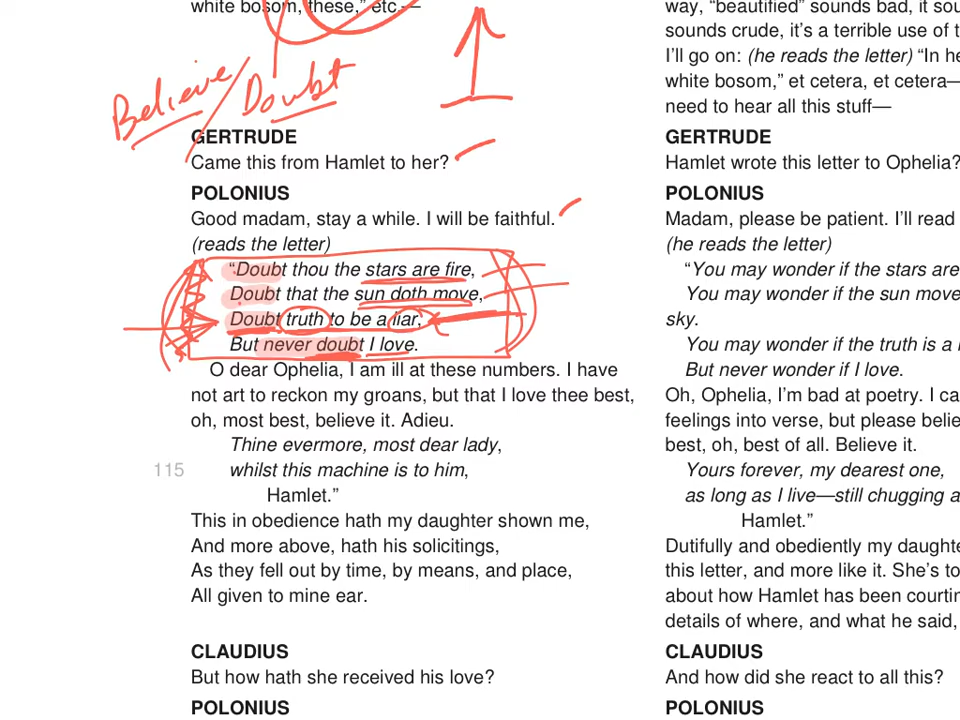 white bosom, these,” etc.—
Believe/
Doubt
GERTRUDE
Came this from Hamlet to her?
POLONIUS
Good madam, stay a while. I will be faithful.
(reads the letter)
“Doubt thou the stars are fire,
Doubt that the sun doth move,
Doubt truth to be a liar,
But never doubt I love.
O dear Ophelia, I am ill at these numbers. I have
not art to reckon my groans, but that I love thee best,
oh, most best, believe it. Adieu.
Thine evermore, most dear lady,
115 whilst this machine is to him,
Hamlet.”
This in obedience hath my daughter shown me,
And more above, hath his solicitings,
As they fell out by time, by means, and place,
All given to mine ear.
CLAUDIUS
But how hath she received his love?
POLONIUS
way, “beautified” sounds bad, it sou
sounds crude, it’s a terrible use of t
I’ll go on: (he reads the letter) “In he
white bosom,” et cetera, et cetera—
need to hear all this stuff—
GERTRUDE
Hamlet wrote this letter to Ophelia?
POLONIUS
Madam, please be patient. I’ll read
(he reads the letter)
“You may wonder if the stars are
You may wonder if the sun move
sky.
You may wonder if the truth is a l
But never wonder if I love.
Oh, Ophelia, I’m bad at poetry. I ca
feelings into verse, but please belie
best, oh, best of all. Believe it.
Yours forever, my dearest one,
as long as I live—still chugging a
Hamlet.”
Dutifully and obediently my daughte
this letter, and more like it. She’s to
about how Hamlet has been courtin
details of where, and what he said,
CLAUDIUS
And how did she react to all this?
POLONIUS